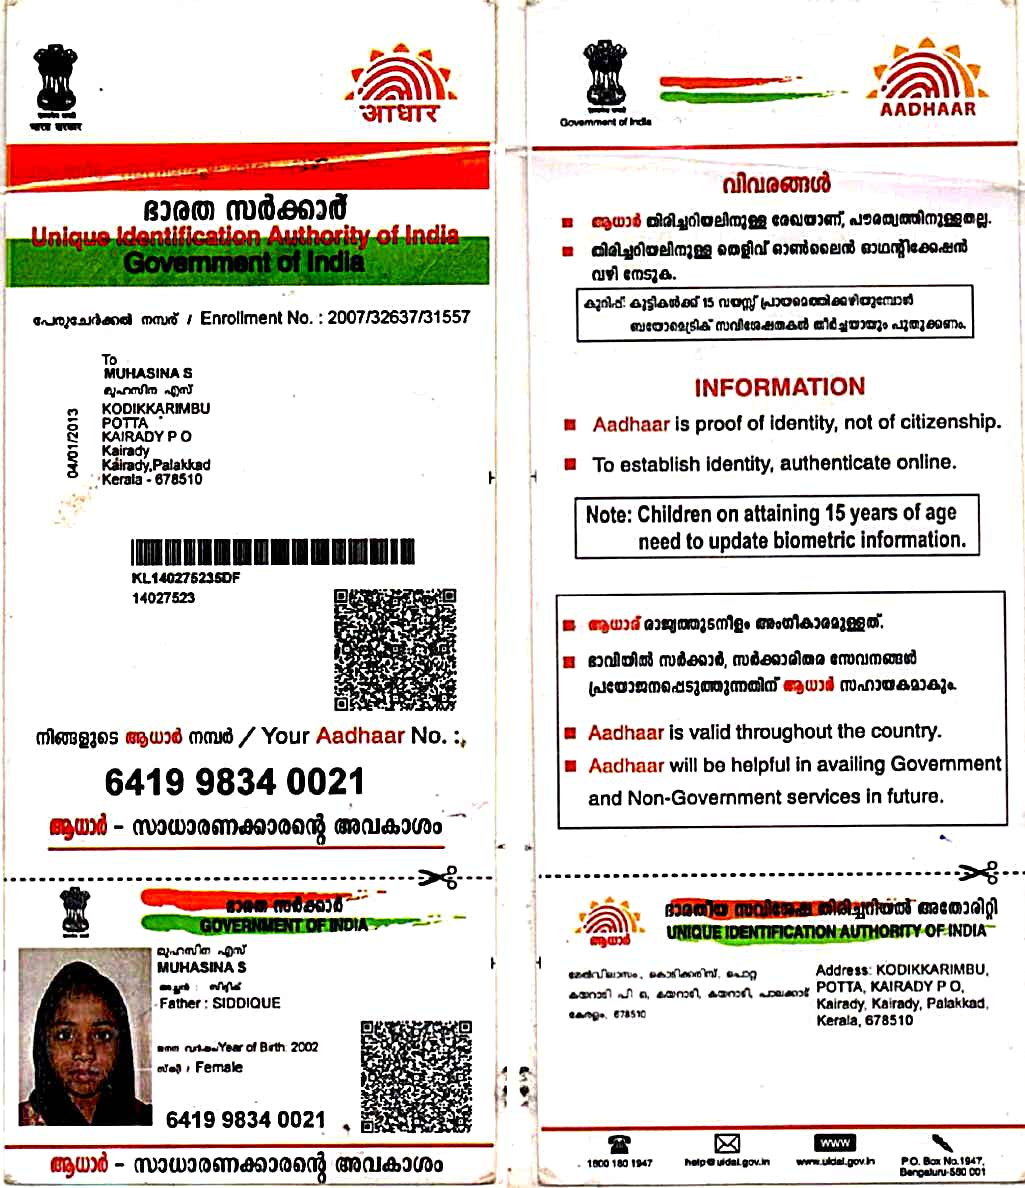 भारत सरकार
आधार
ഭാരത സർക്കാർ
Unique Identification Authority of India
Government of India
പേരുചേർക്കൽ നമ്പര് / Enrollment No. : 2007/32637/31557
04/01/2013
To
MUHASINA S
മുഹസിന എസ്
KODIKKARIMBU
POTTA
KAIRADY P O
Kairady
Kairady,Palakkad
Kerala - 678510
KL140275235DF
14027523
നിങ്ങളുടെ ആധാർ നമ്പർ / Your Aadhaar No. :
6419 9834 0021
ആധാർ - സാധാരണക്കാരന്റെ അവകാശം
ഭാരത സർക്കാർ
GOVERNMENT OF INDIA
മുഹസിന എസ്
MUHASINA S
അച്ഛൻ : സിദ്ദിക്
Father : SIDDIQUE
ജനന വർഷം/Year of Birth: 2002
സ്ത്രീ / Female
6419 9834 0021
ആധാർ - സാധാരണക്കാരന്റെ അവകാശം
Government of India
AADHAAR
വിവരങ്ങൾ
ആധാർ തിരിച്ചറിയലിനുള്ള രേഖയാണ്, പൗരത്വത്തിനുള്ളതല്ല.
തിരിച്ചറിയലിനുള്ള തെളിവ് ഓൺലൈൻ ഓഥന്റിക്കേഷൻ
വഴി നേടുക.
കുറിപ്പ്: കുട്ടികൾക്ക് 15 വയസ്സ് പ്രായമെത്തിക്കഴിയുമ്പോൾ
ബയോമെട്രിക് സവിശേഷതകൽ തീർച്ചയായും പുതുക്കണം.
INFORMATION
Aadhaar is proof of identity, not of citizenship.
To establish identity, authenticate online.
Note: Children on attaining 15 years of age
need to update biometric information.
ആധാര് രാജ്യത്തുടനീളം അംഗീകാരമുള്ളത്.
ഭാവിയിൽ സർക്കാർ, സർക്കാരിതര സേവനങ്ങൾ
പ്രയോജനപ്പെടുത്തുന്നതിന് ആധാർ സഹായകമാകും.
Aadhaar is valid throughout the country.
Aadhaar will be helpful in availing Government
and Non-Government services in future.
ആധാർ
ഭാരതീയ സവിശേഷ തിരിച്ചറിയൽ അതോരിറ്റി
UNIQUE IDENTIFICATION AUTHORITY OF INDIA
മേൽവിലാസം, കൊടിക്കരിമ്പ്, പൊറ്റ
കയറാടി പി ഒ, കയറാടി, കയറാടി, പാലക്കാട്
കേരളം, 678510
Address: KODIKKARIMBU,
POTTA, KAIRADY P O,
Kairady, Kairady, Palakkad,
Kerala, 678510
1800 180 1947
help@uidai.gov.in
WWW
www.uidai.gov.in
P.O. Box No.1947,
Bengaluru-560 001